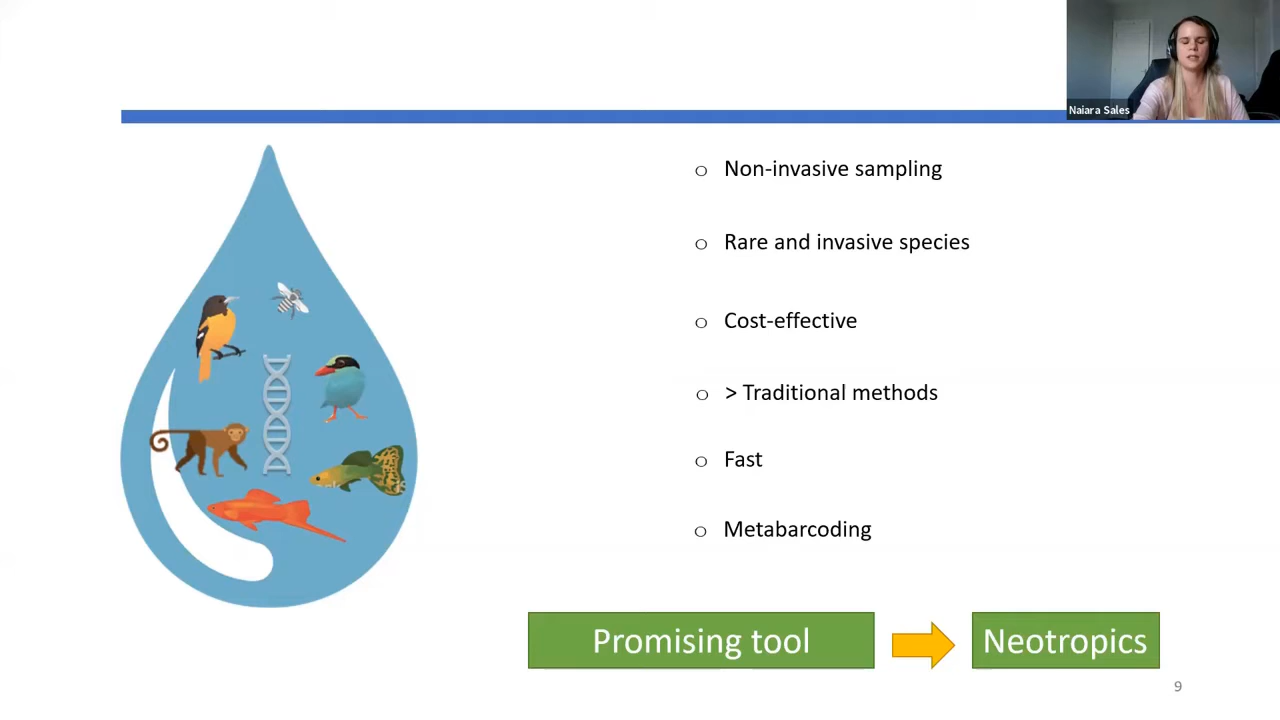 Naiara Sales
Non-invasive sampling
Rare and invasive species
Cost-effective
> Traditional methods
Fast
Metabarcoding
Promising tool
Neotropics
9